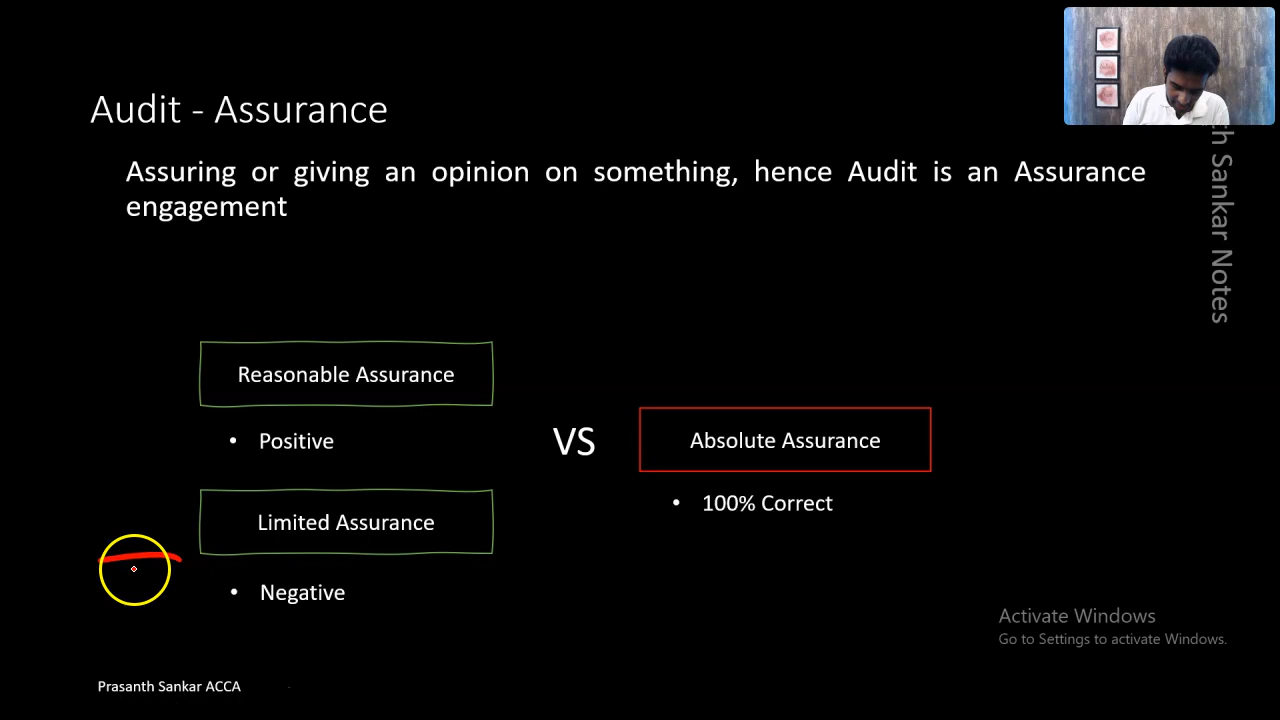 Audit - Assurance
Assuring or giving an opinion on something, hence Audit is an Assurance
engagement
Reasonable Assurance
• Positive
VS
Absolute Assurance
• 100% Correct
Limited Assurance
• Negative
Sankar Notes
Activate Windows
Go to Settings to activate Windows.
Prasanth Sankar ACCA